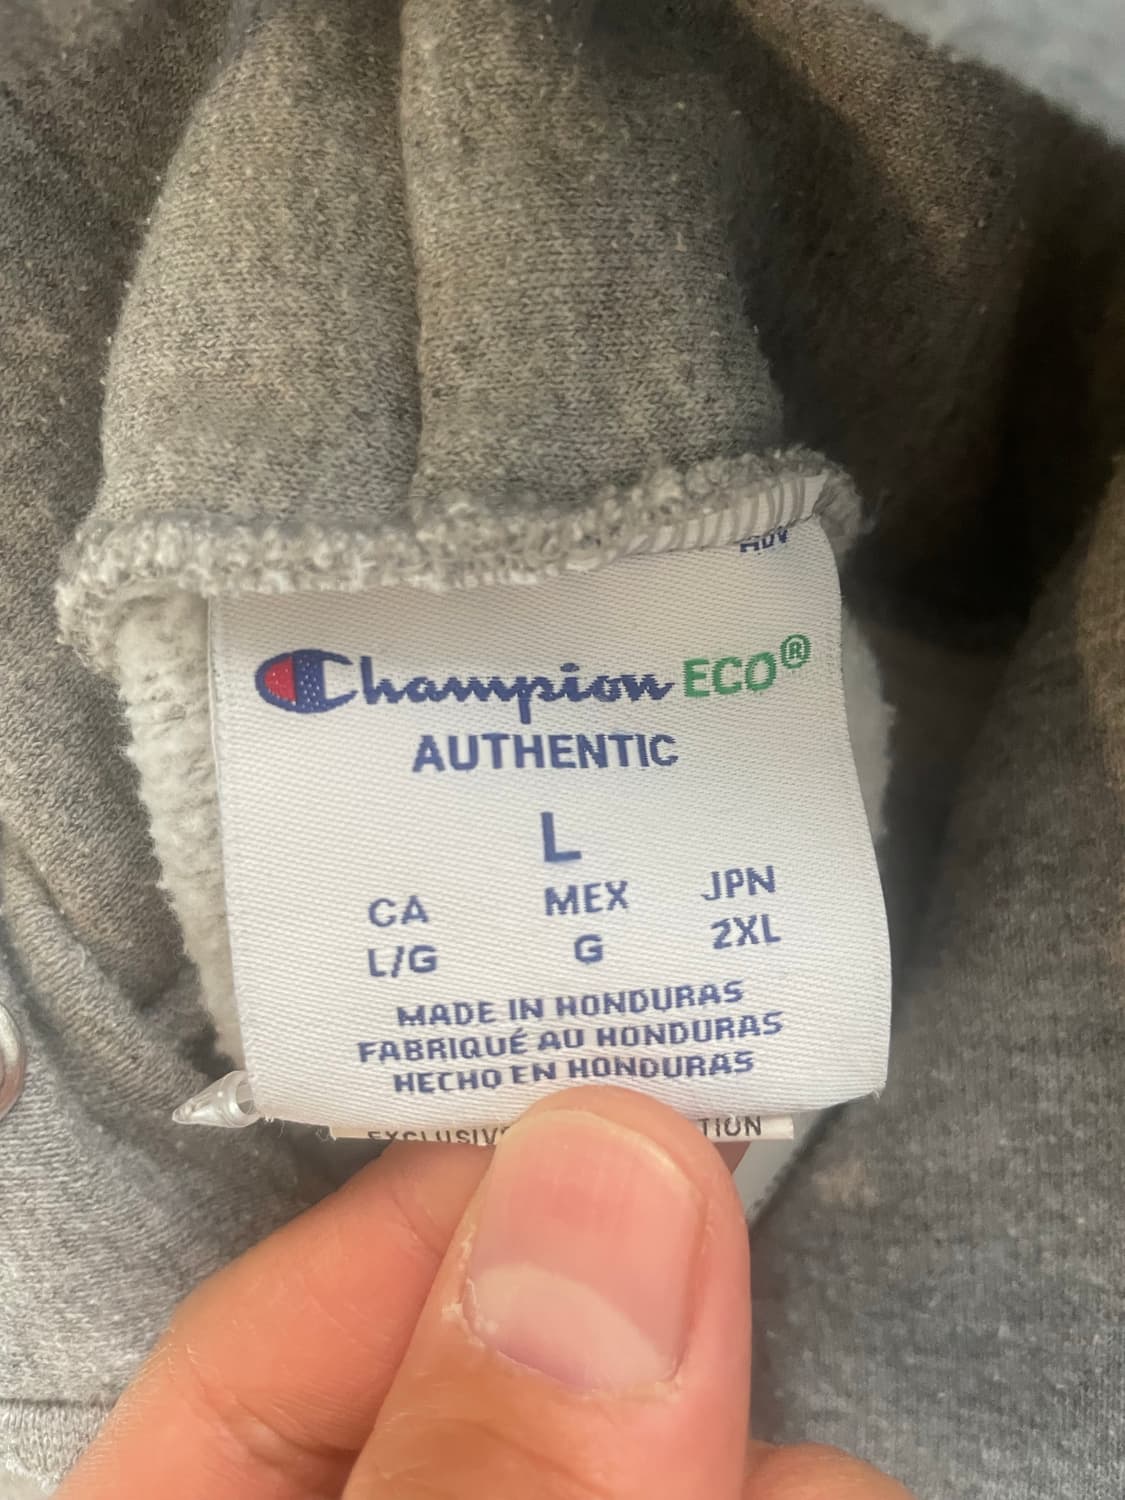 Champion ECO®
AUTHENTIC
L
CA MEX JPN
L/G G 2XL
MADE IN HONDURAS
FABRIQUÉ AU HONDURAS
HECHO EN HONDURAS